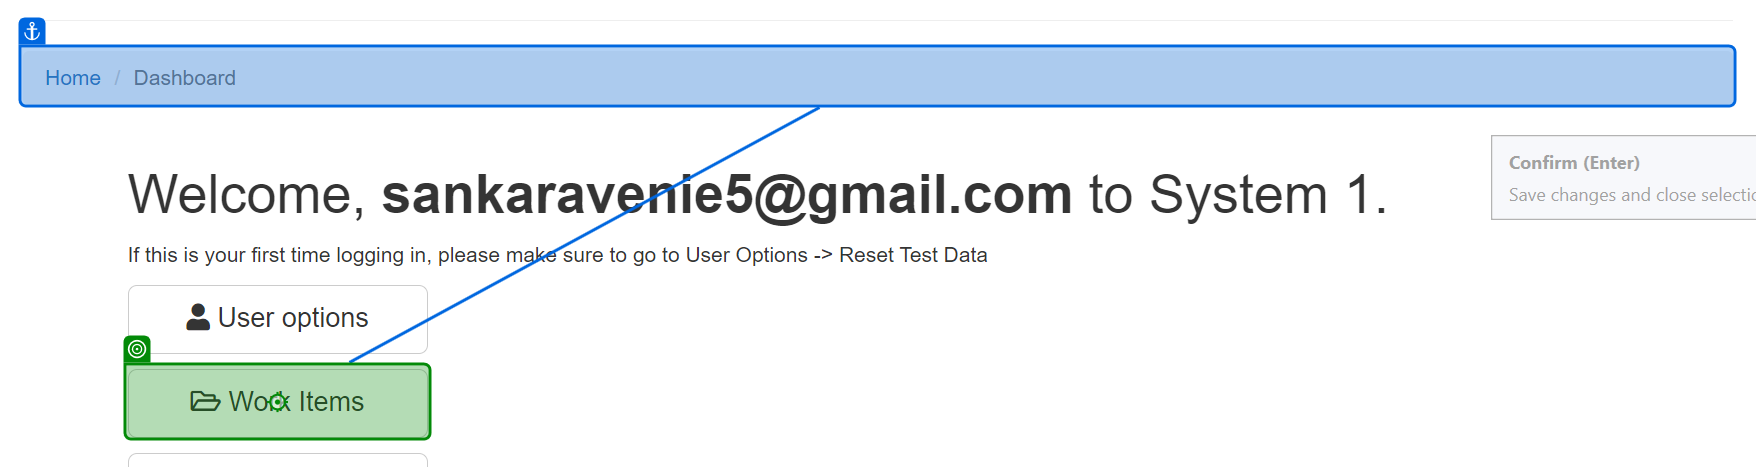 Home / Dashboard
Confirm (Enter)
Save changes and close selectio
Welcome, sankaravenie5@gmail.com to System 1.
If this is your first time logging in, please make sure to go to User Options -> Reset Test Data
User options
Work Items